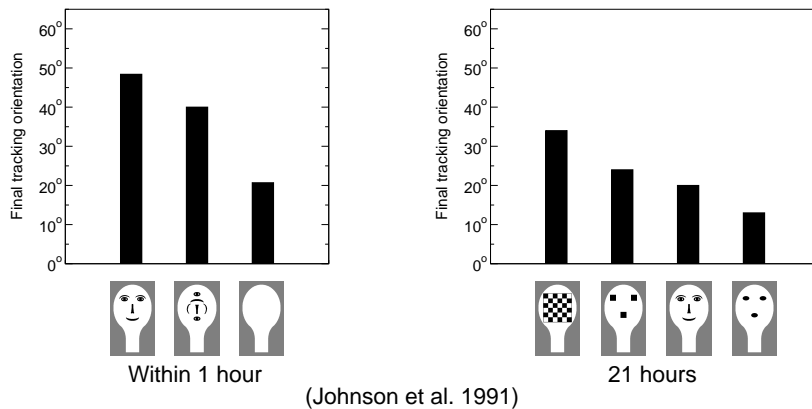 Final tracking orientation
60°
50°
40°
30°
20°
10°
0°
Within 1 hour
Final tracking orientation
60°
50°
40°
30°
20°
10°
0°
21 hours
(Johnson et al. 1991)